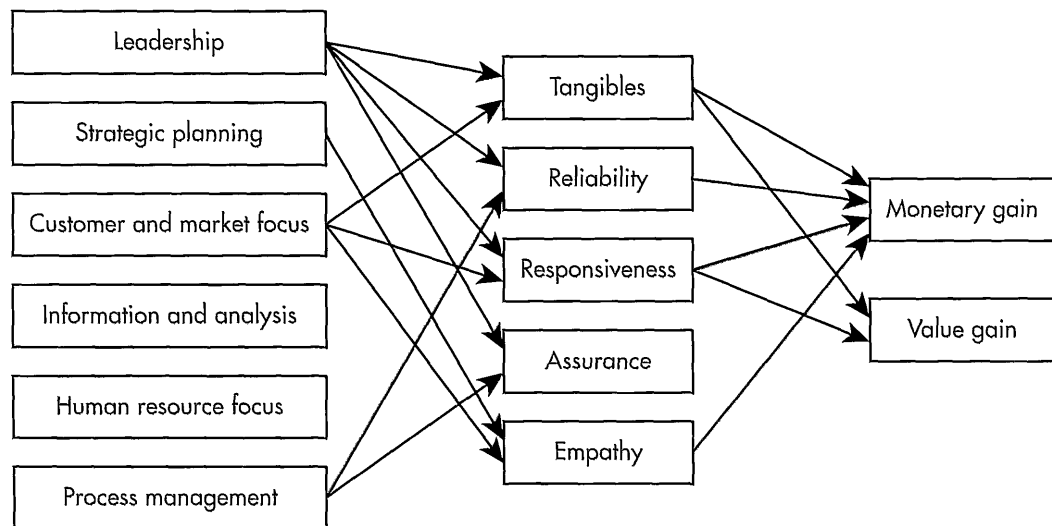 Leadership
Strategic planning
Customer and market focus
Information and analysis
Human resource focus
Process management
Tangibles
Reliability
Responsiveness
Assurance
Empathy
Monetary gain
Value gain